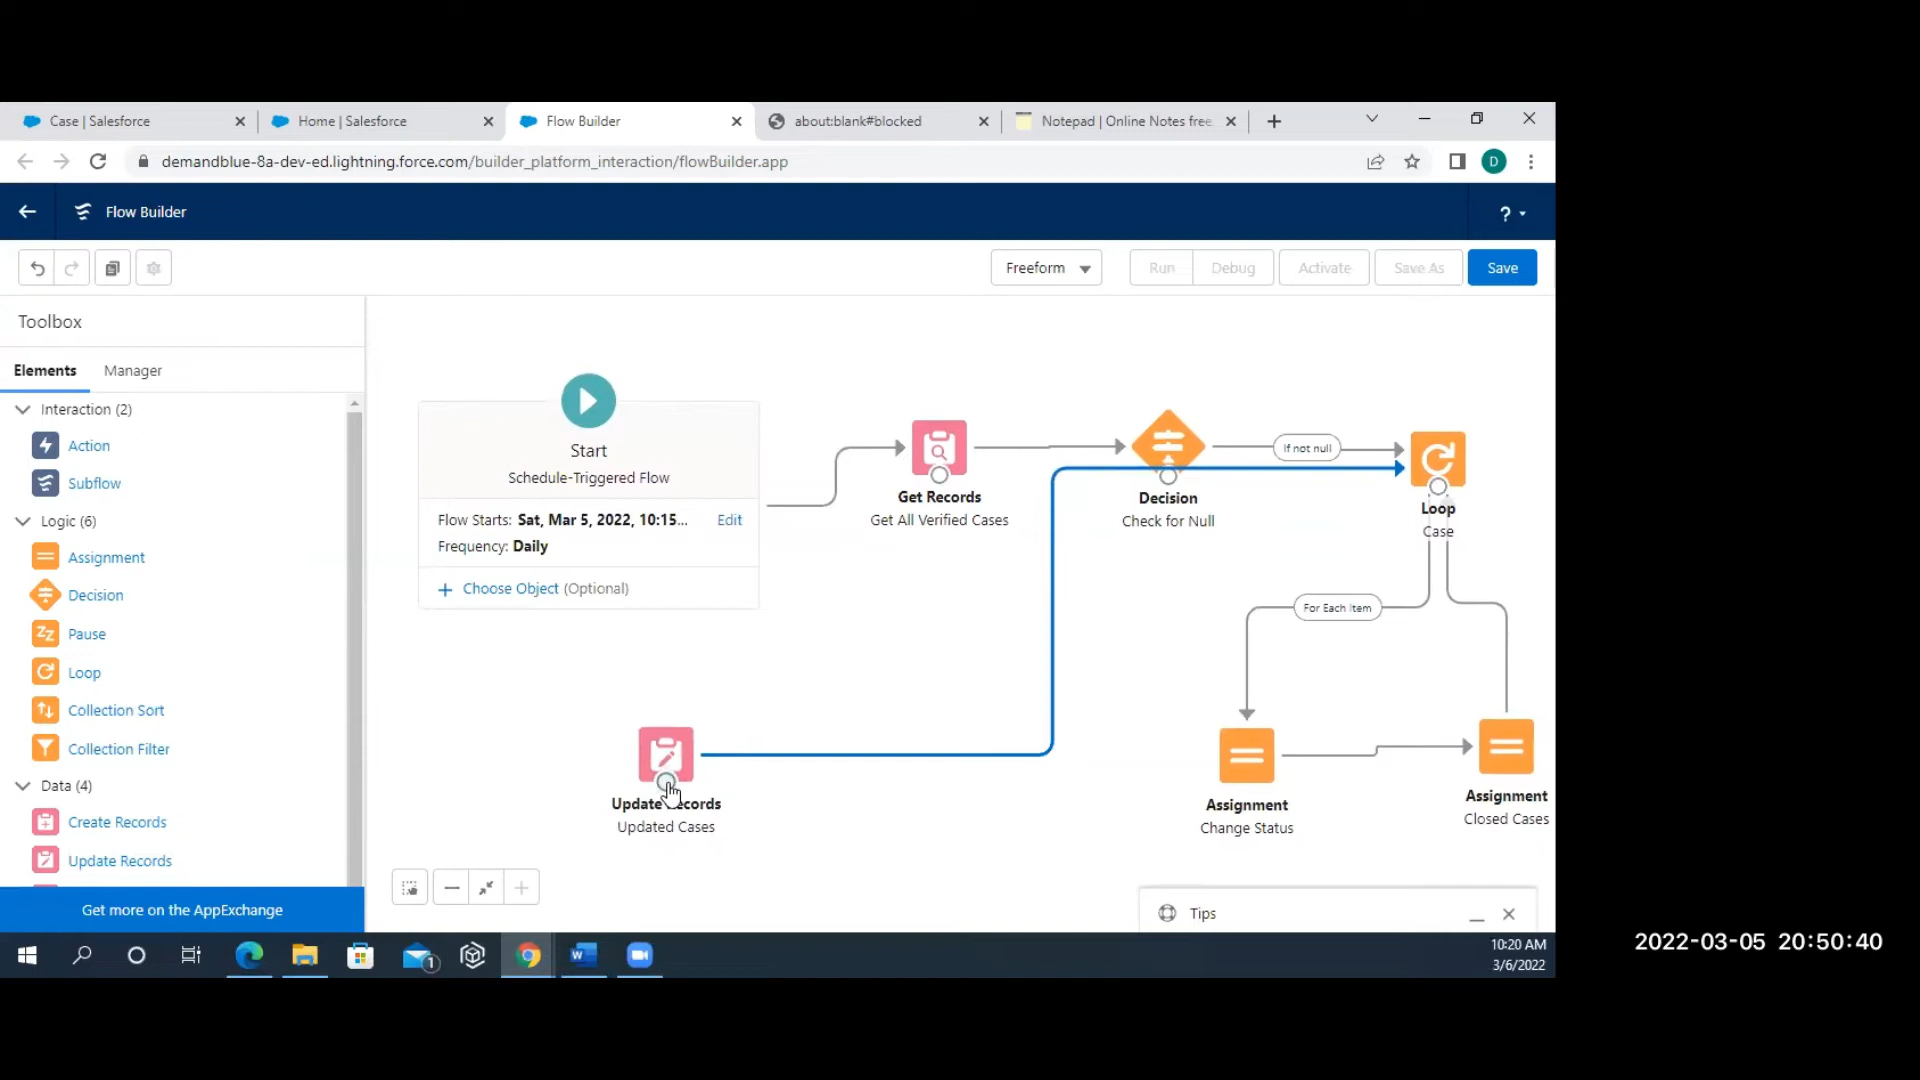 Case | Salesforce
Home | Salesforce
Flow Builder
about:blank#blocked
Notepad | Online Notes free
demandblue-8a-dev-ed.lightning.force.com/builder_platform_interaction/flowBuilder.app
D
Flow Builder
?
Freeform
Run
Debug
Activate
Save As
Save
Toolbox
Elements
Manager
Interaction (2)
Action
Subflow
Logic (6)
Assignment
Decision
Pause
Loop
Collection Sort
Collection Filter
Data (4)
Create Records
Update Records
Get more on the AppExchange
Start
Schedule-Triggered Flow
Flow Starts: Sat, Mar 5, 2022, 10:15...
Edit
Frequency: Daily
+ Choose Object (Optional)
Get Records
Get All Verified Cases
Decision
Check for Null
If not null
Loop
Case
For Each Item
Update
Updated Cases
Assignment
Change Status
Assignment
Closed Cases
Tips
1
10:20 AM
3/6/2022
2022-03-05 20:50:40